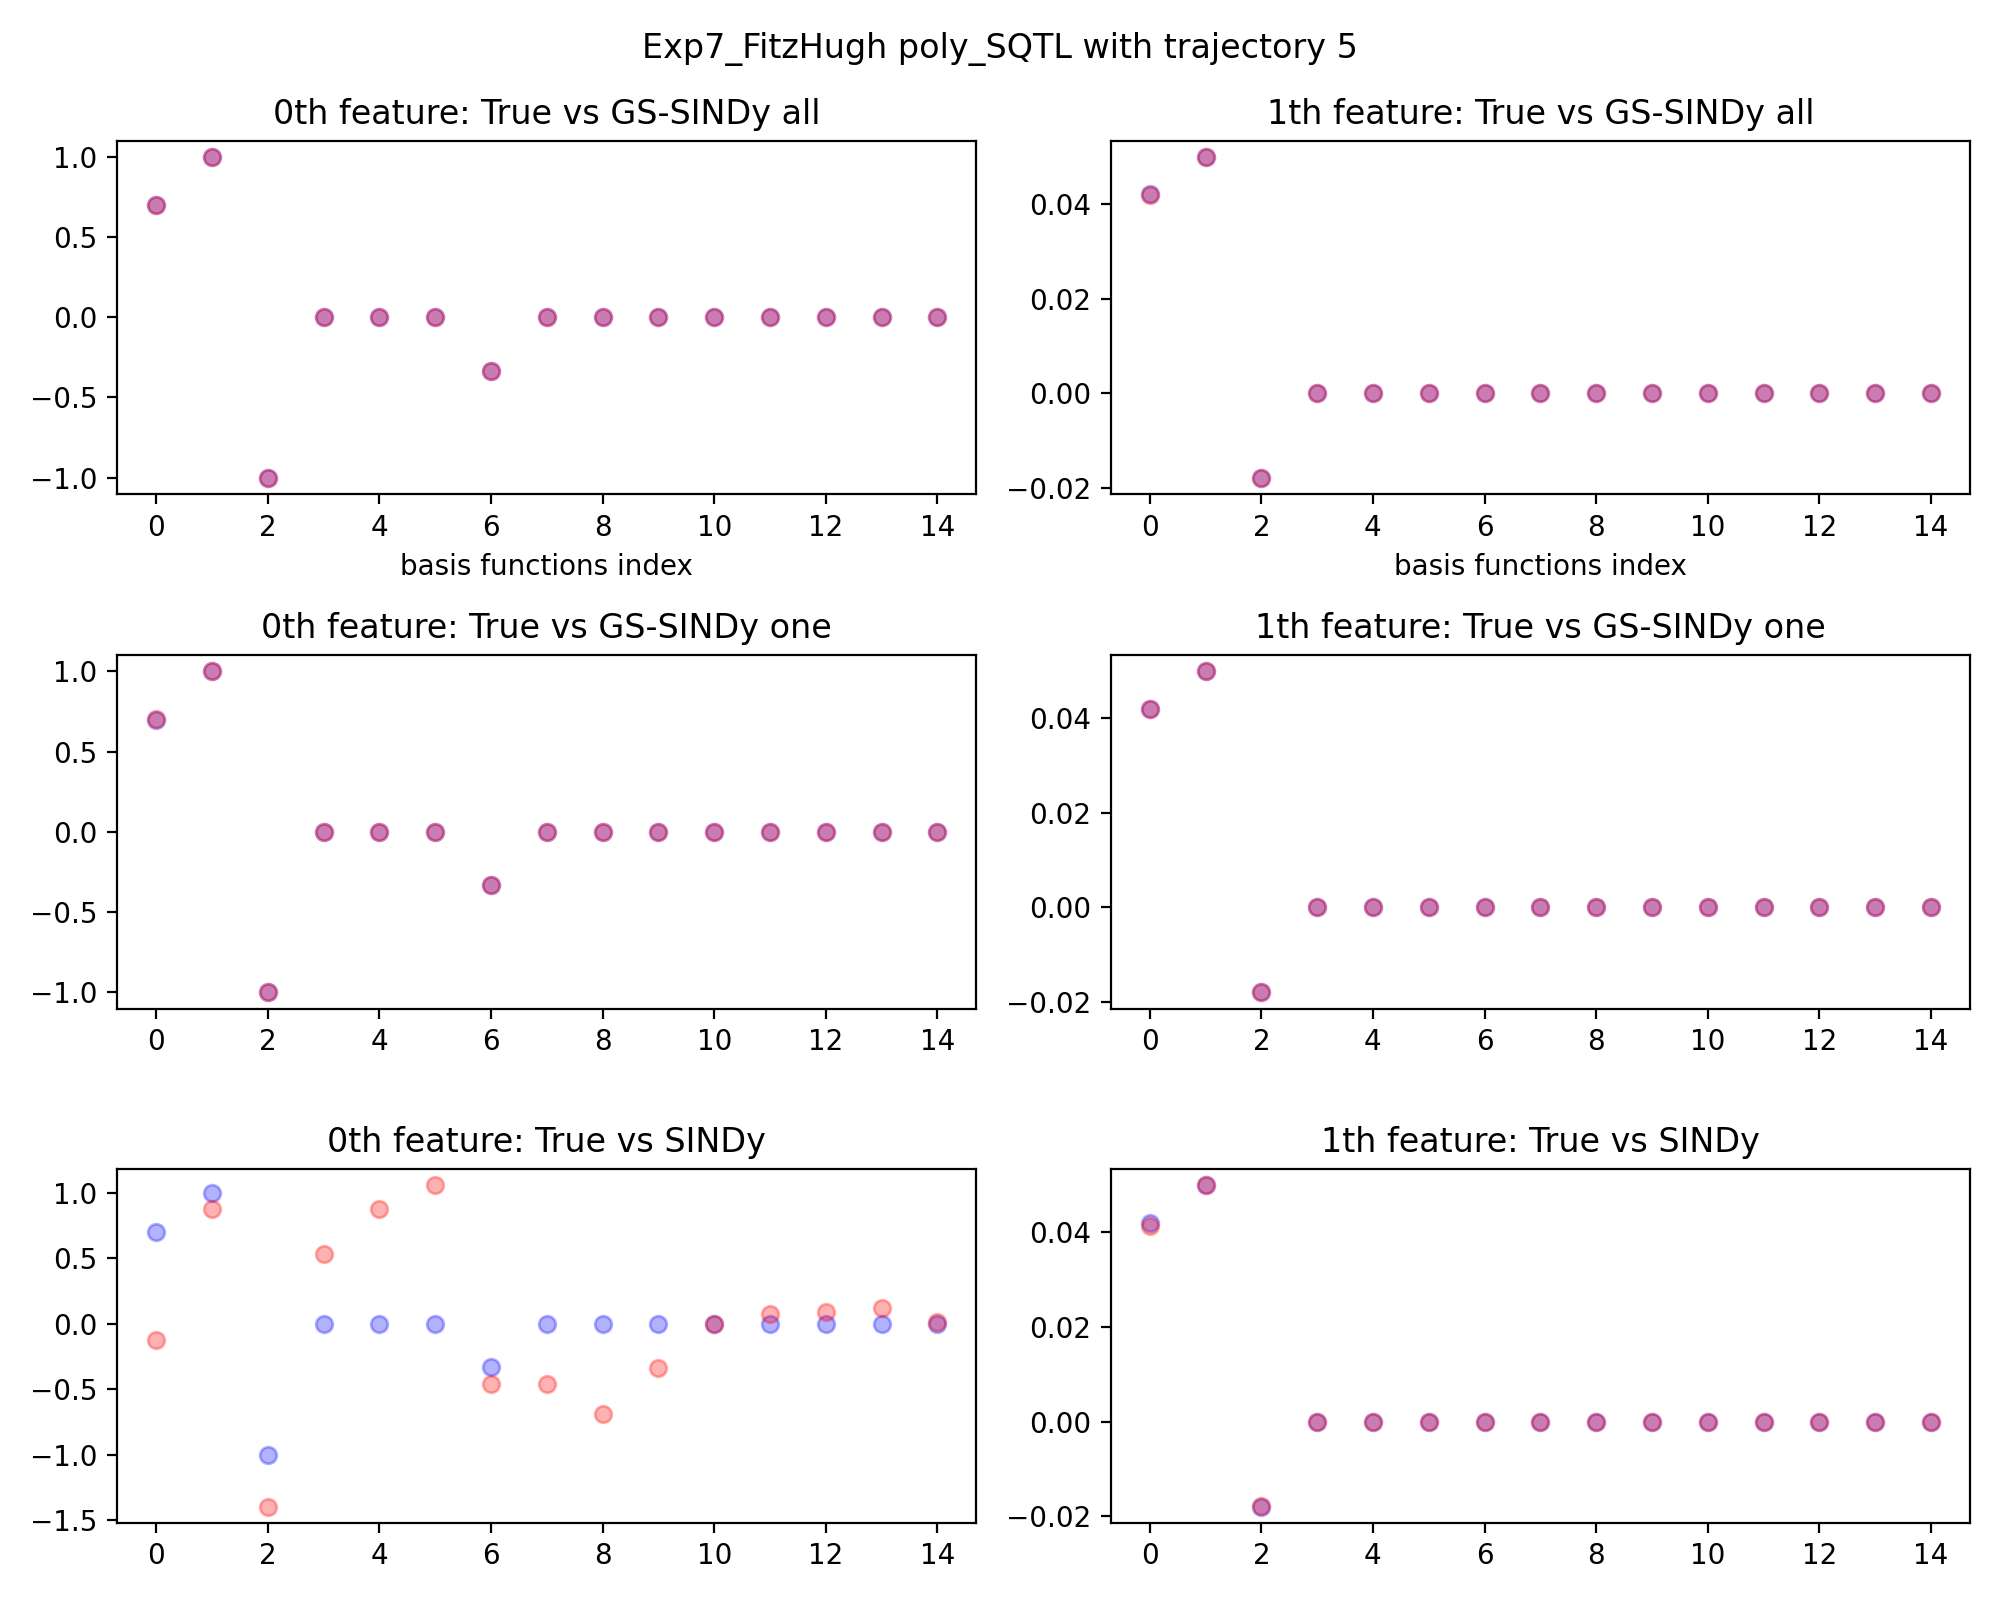 Exp7_FitzHugh poly_SQTL with trajectory 5
0th feature: True vs GS-SINDy all
1.0
0.5
0.0
−0.5
−1.0
0 2 4 6 8 10 12 14
basis functions index
1th feature: True vs GS-SINDy all
0.04
0.02
0.00
−0.02
0 2 4 6 8 10 12 14
basis functions index
0th feature: True vs GS-SINDy one
1.0
0.5
0.0
−0.5
−1.0
0 2 4 6 8 10 12 14
1th feature: True vs GS-SINDy one
0.04
0.02
0.00
−0.02
0 2 4 6 8 10 12 14
0th feature: True vs SINDy
1.0
0.5
0.0
−0.5
−1.0
−1.5
0 2 4 6 8 10 12 14
1th feature: True vs SINDy
0.04
0.02
0.00
−0.02
0 2 4 6 8 10 12 14